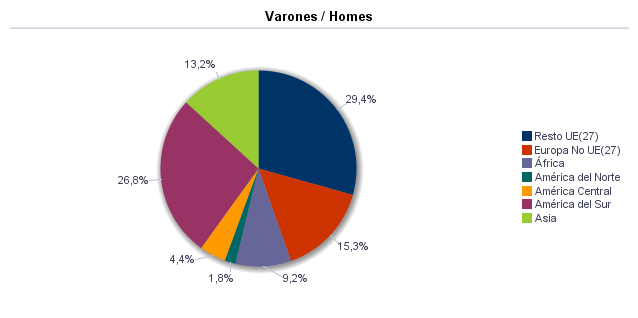 Varones / Homes
13,2%
29,4%
26,8%
15,3%
4,4%
1,8%
9,2%
Resto UE(27)
Europa No UE(27)
África
América del Norte
América Central
América del Sur
Asia